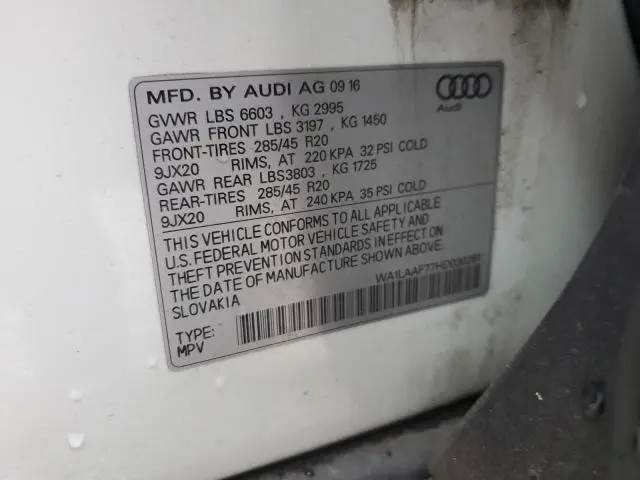 MFD. BY AUDI AG 09 16
Audi
GVWR LBS 6603 , KG 2995
GAWR FRONT LBS 3197 , KG 1450
FRONT-TIRES 285/45 R20
9JX20 RIMS, AT 220 KPA 32 PSI COLD
GAWR REAR LBS3803 , KG 1725
REAR-TIRES 285/45 R20
9JX20 RIMS, AT 240 KPA 35 PSI COLD
THIS VEHICLE CONFORMS TO ALL APPLICABLE
U.S. FEDERAL MOTOR VEHICLE SAFETY AND
THEFT PREVENTION STANDARDS IN EFFECT ON
THE DATE OF MANUFACTURE SHOWN ABOVE.
SLOVAKIA
TYPE:
MPV